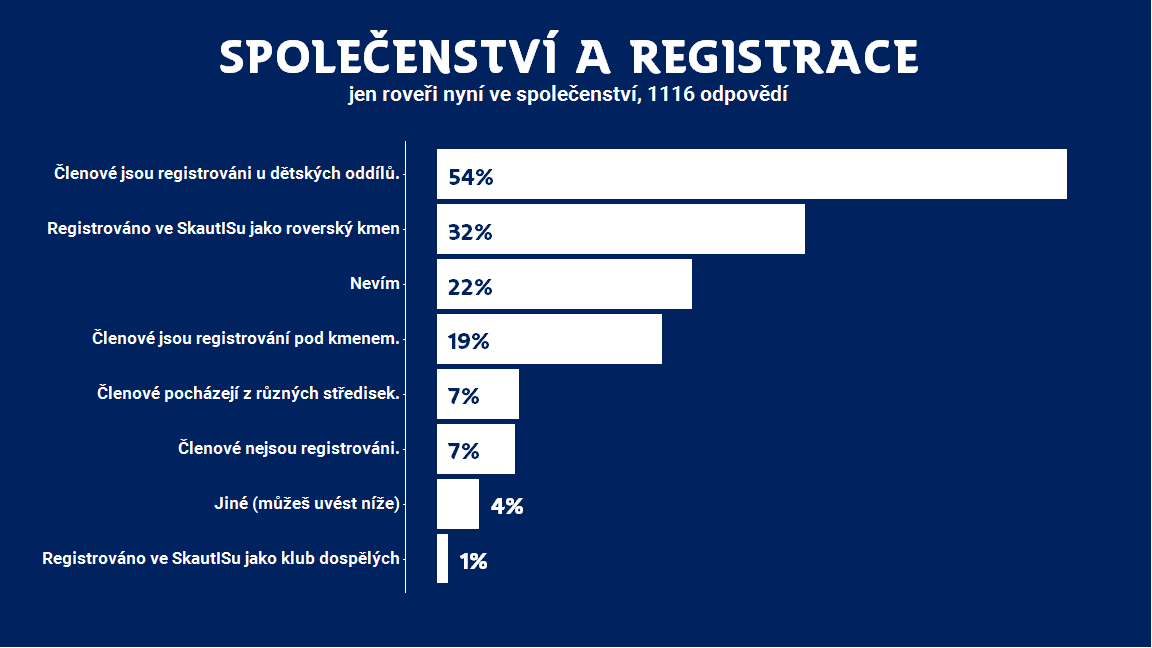 SPOLEČENSTVÍ A REGISTRACE
jen roveři nyní ve společenství, 1116 odpovědí
Členové jsou registrováni u dětských oddílů.
54%
Registrováno ve SkautISu jako roverský kmen
32%
Nevím
22%
Členové jsou registrování pod kmenem.
19%
Členové pocházejí z různých středisek.
7%
Členové nejsou registrováni.
7%
Jiné (můžeš uvést níže)
4%
Registrováno ve SkautISu jako klub dospělých
1%